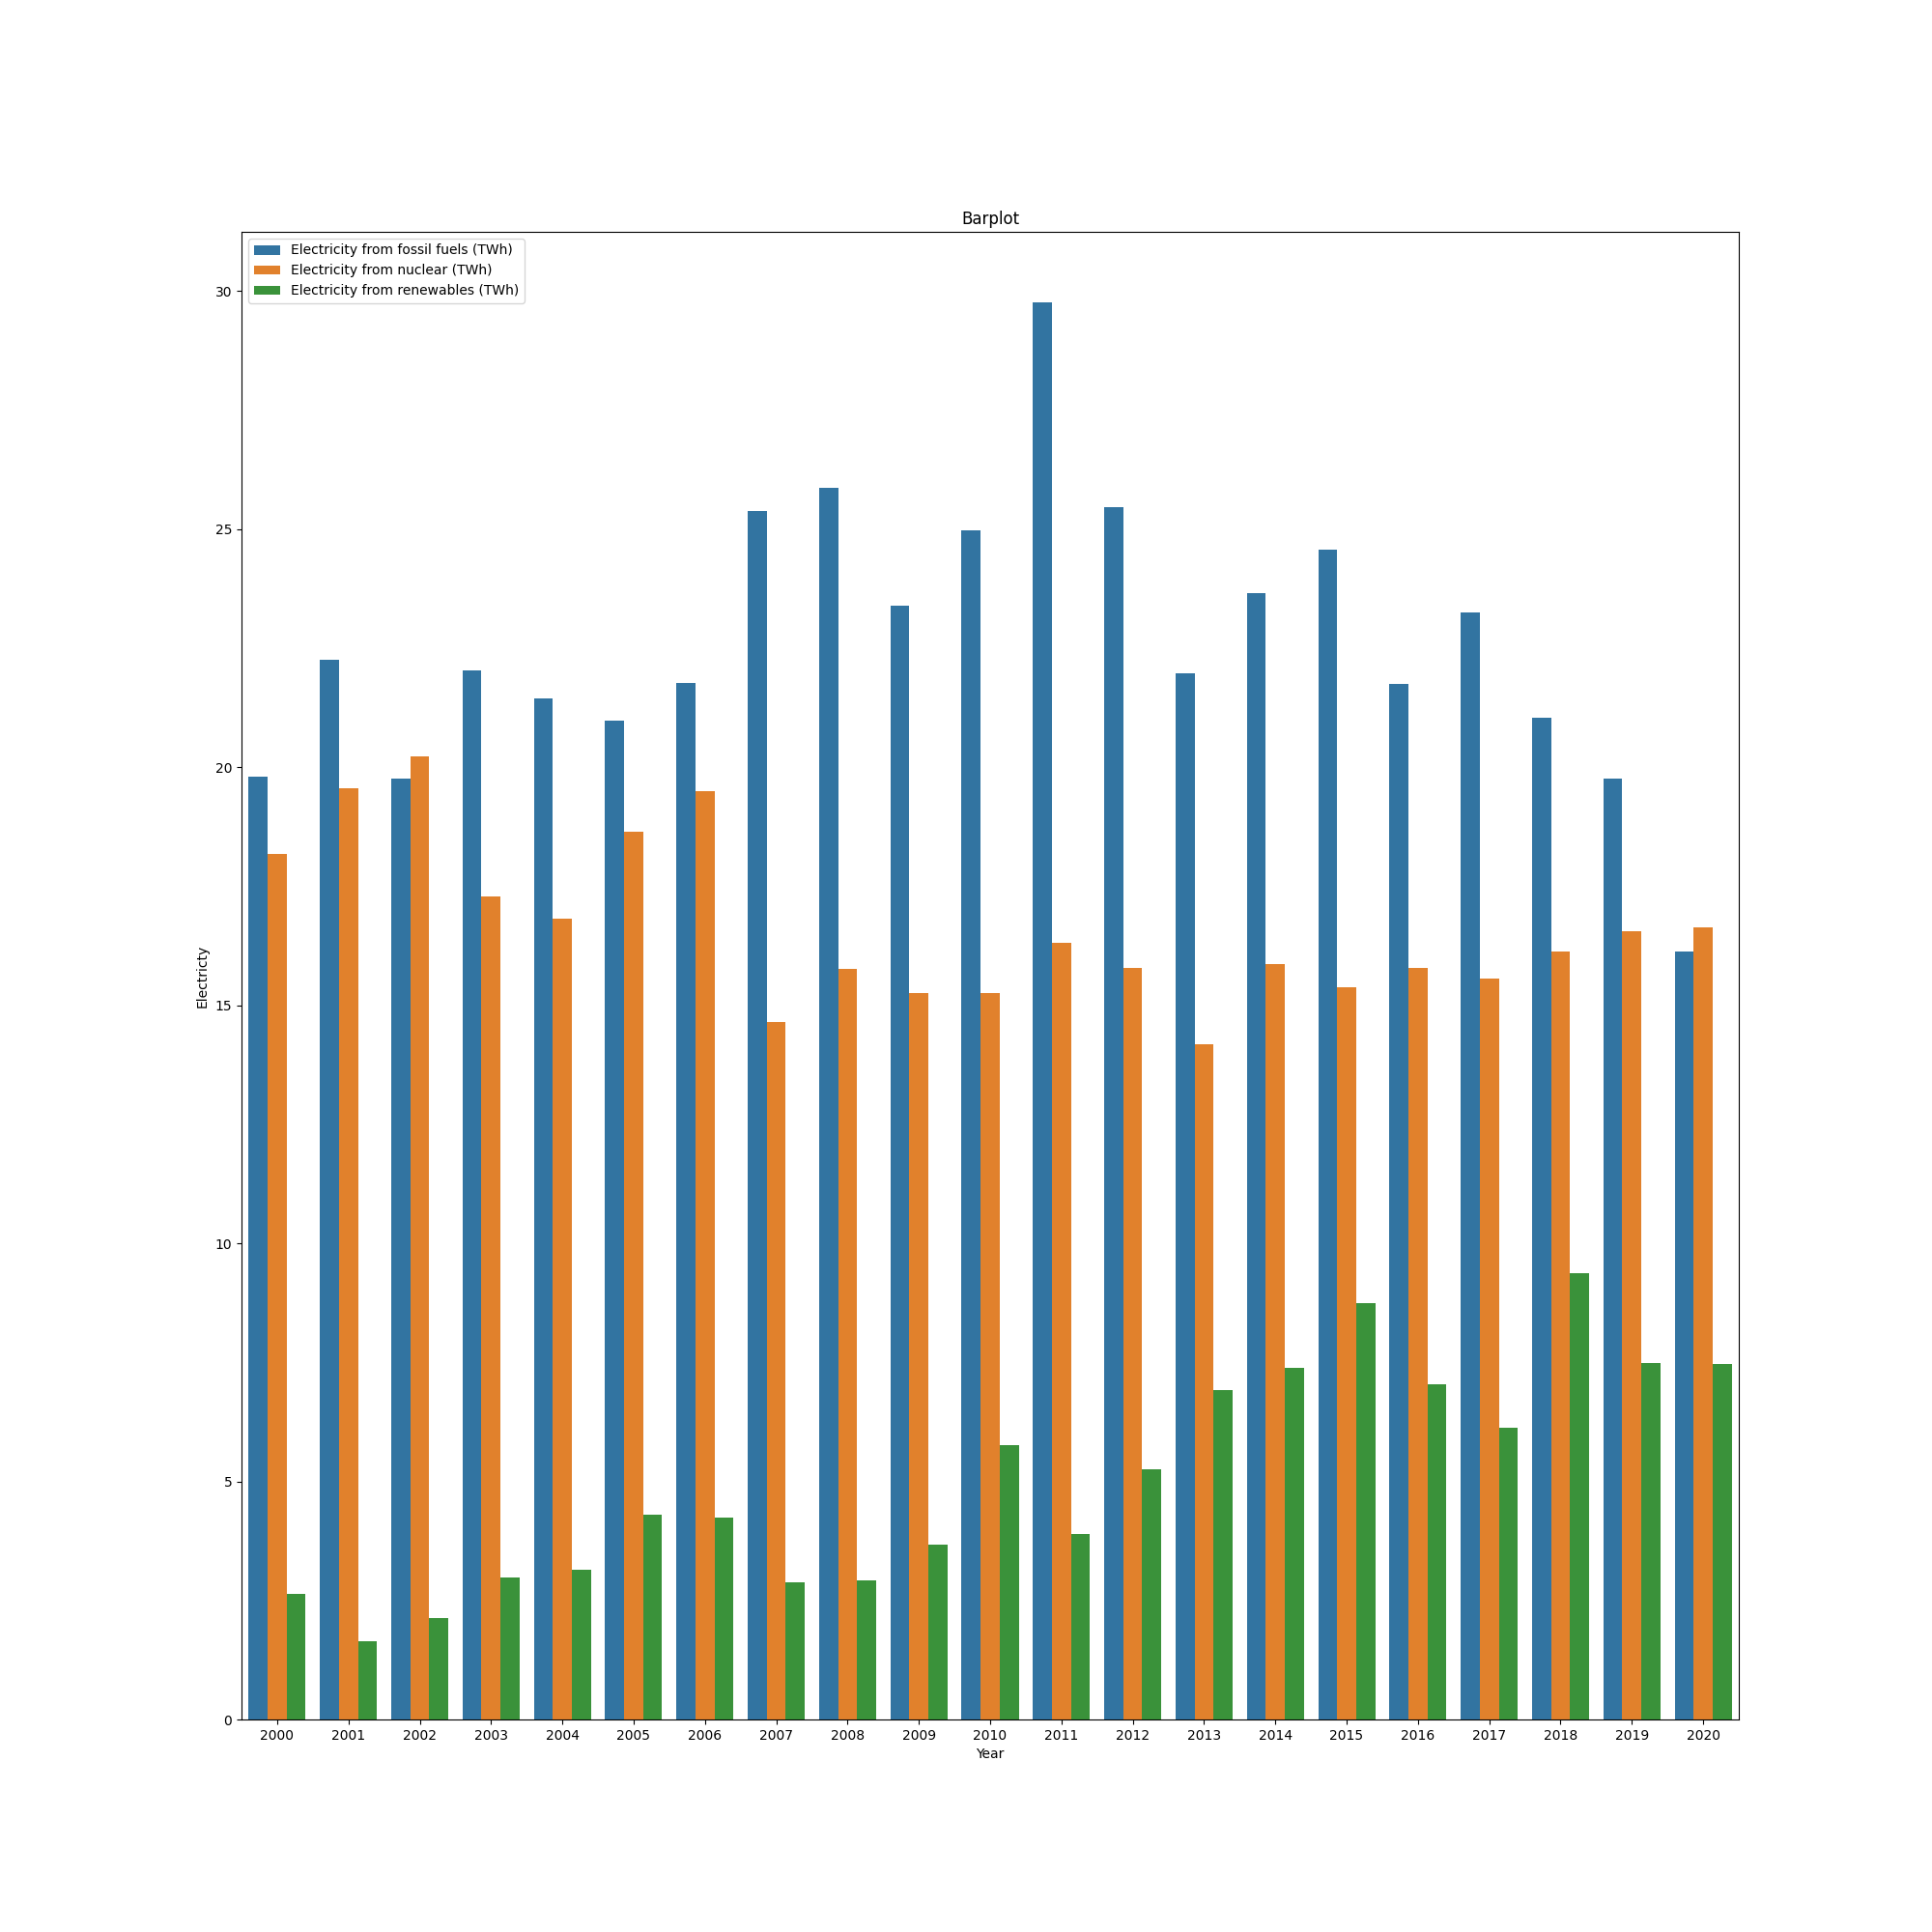 Barplot
Electricity from fossil fuels (TWh)
Electricity from nuclear (TWh)
Electricity from renewables (TWh)
30
25
20
15
10
5
0
Electricty
2000 2001 2002 2003 2004 2005 2006 2007 2008 2009 2010 2011 2012 2013 2014 2015 2016 2017 2018 2019 2020
Year